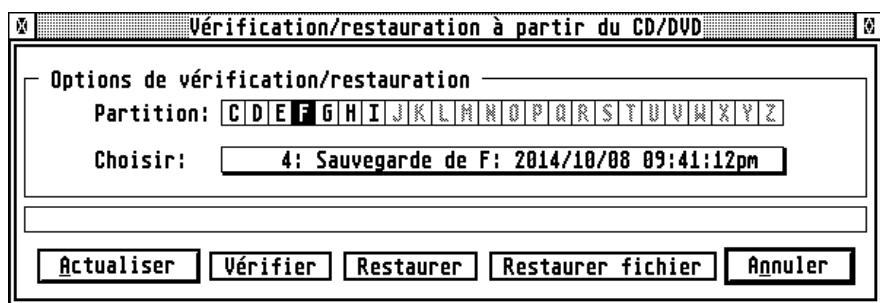 Vérification/restauration à partir du CD/DVD
Options de vérification/restauration
Partition: C D E F G H I J K L M N O P Q R S T U V W X Y Z
Choisir: 4: Sauvegarde de F: 2014/10/08 09:41:12pm
Actualiser Vérifier Restaurer Restaurer fichier Annuler